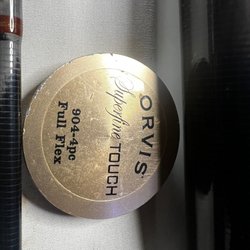 ORVIS
Superfine TOUCH
904-4pc
Full Flex